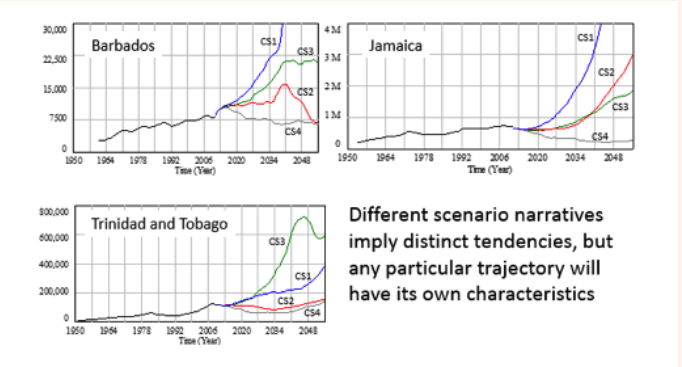 30,000
22,500
15,000
7500
0
Barbados
CS1
CS3
CS2
CS4
1950 1964 1978 1992 2006 2020 2034 2048
Time (Year)
4 M
3 M
2 M
1 M
0
Jamaica
CS1
CS2
CS3
CS4
1950 1964 1978 1992 2006 2020 2034 2048
Time (Year)
800,000
600,000
400,000
200,000
0
Trinidad and Tobago
CS3
CS1
CS2
CS4
1950 1964 1978 1992 2006 2020 2034 2048
Time (Year)
Different scenario narratives
imply distinct tendencies, but
any particular trajectory will
have its own characteristics